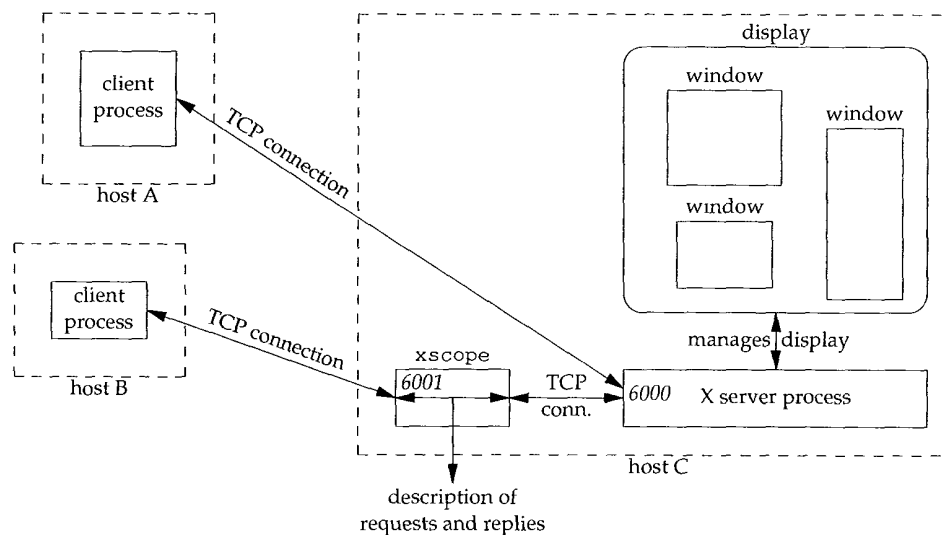 display
client
process
window
window
TCP connection
host A
window
client
process
TCP connection
manages
display
host B
xscope
6001
TCP
conn.
6000
X server process
host C
description of
requests and replies